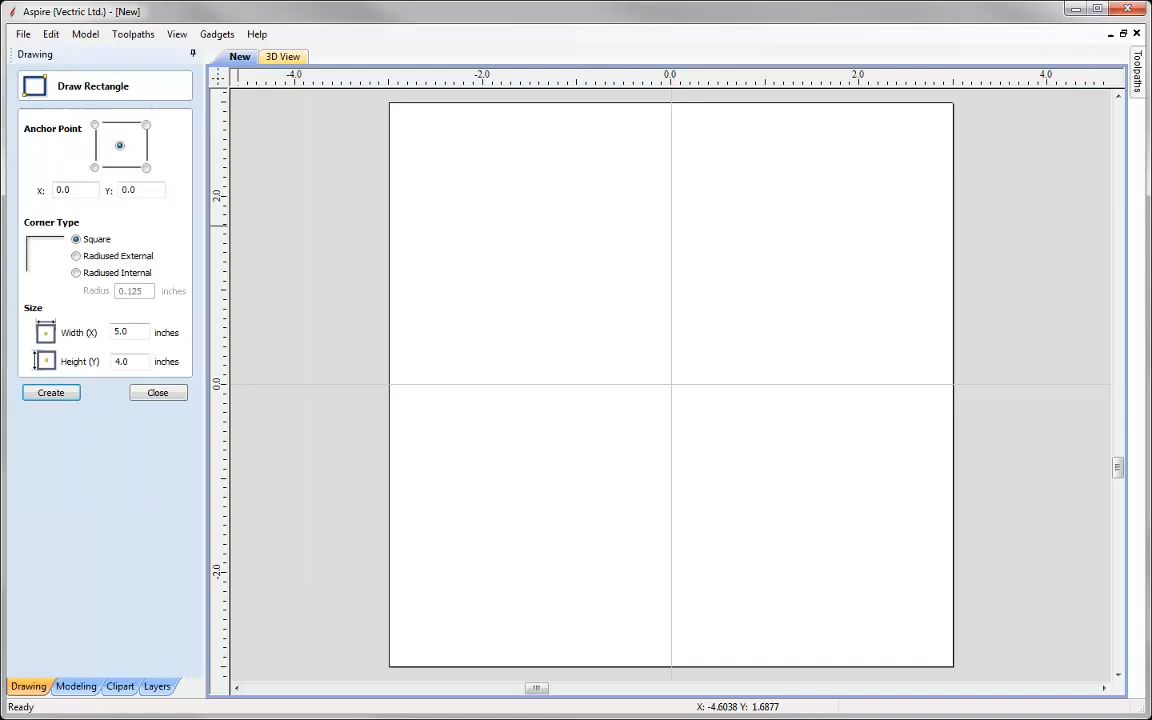 Aspire {Vectric Ltd.} - [New]
File Edit Model Toolpaths View Gadgets Help
Drawing
New 3D View
Toolpaths
Draw Rectangle
-4.0 -2.0 0.0 2.0 4.0
2.0
0.0
-2.0
Anchor Point
X: 0.0 Y: 0.0
Corner Type
Square
Radiused External
Radiused Internal
Radius 0.125 inches
Size
Width (X) 5.0 inches
Height (Y) 4.0 inches
Create Close
Drawing Modeling Clipart Layers
Ready X: -4.6038 Y: 1.6877